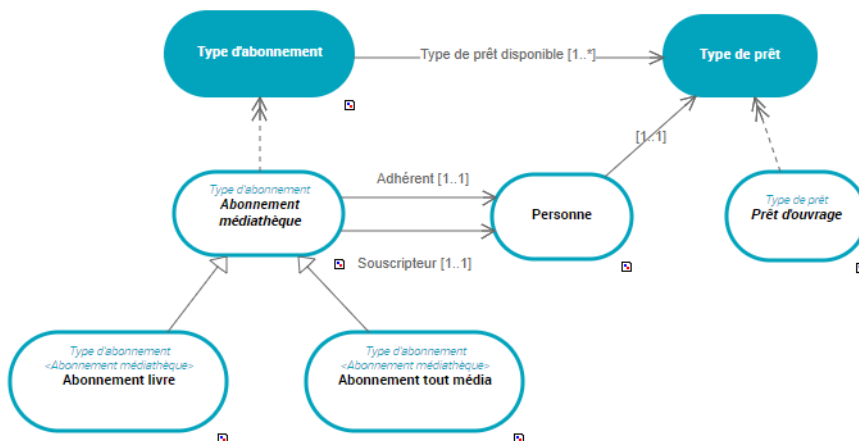 Type d'abonnement
Type de prêt disponible [1..*]
Type de prêt
[1..1]
Type d'abonnement
Abonnement
médiathèque
Adhérent [1..1]
Personne
Type de prêt
Prêt d'ouvrage
Souscripteur [1..1]
Type d'abonnement
<Abonnement médiathèque>
Abonnement livre
Type d'abonnement
<Abonnement médiathèque>
Abonnement tout média